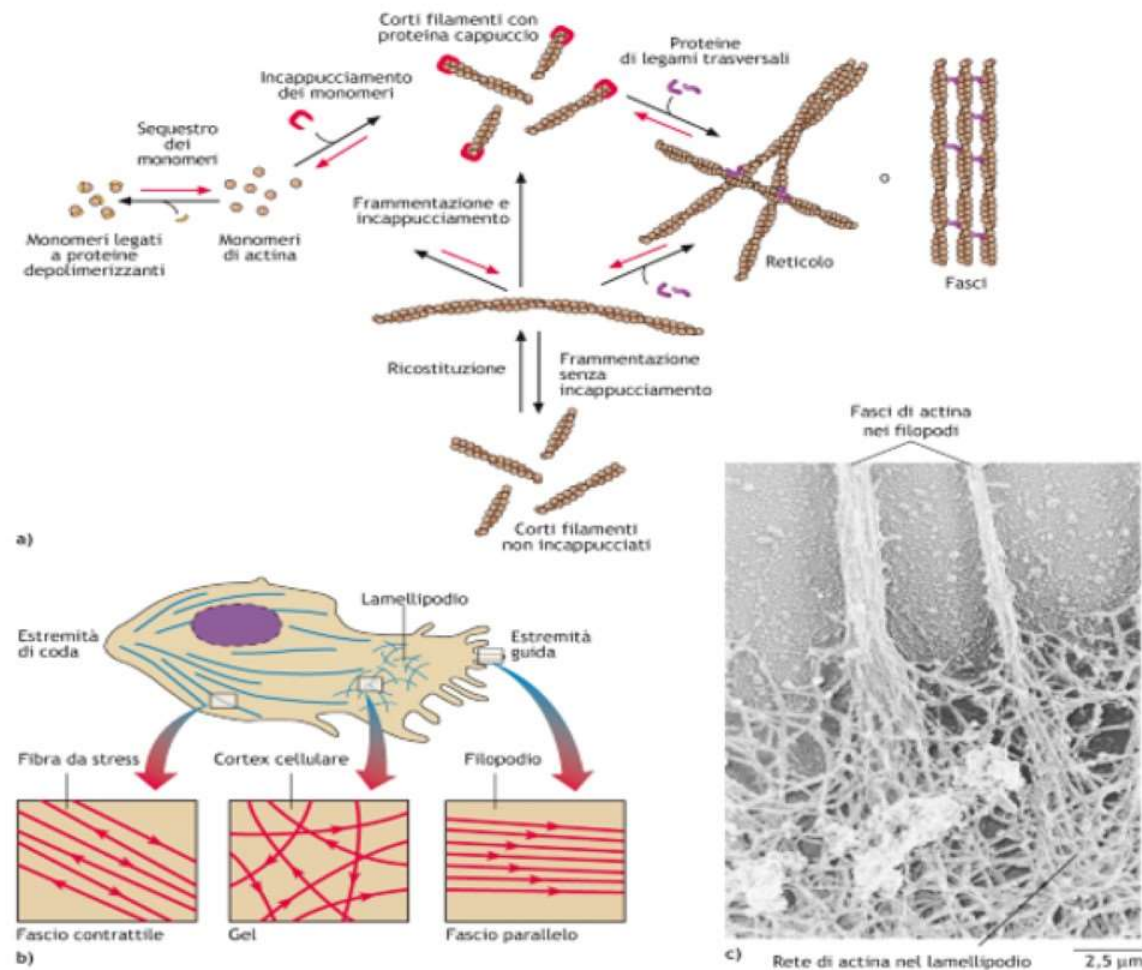 Corti filamenti con
proteina cappuccio
Proteine
di legami trasversali
Incappucciamento
dei monomeri
Sequestro
dei
monomeri
Frammentazione e
incappucciamento
o
Monomeri legati
a proteine
depolimerizzanti
Monomeri
di actina
Reticolo
Fasci
Ricostituzione
Frammentazione
senza
incappucciamento
Fasci di actina
nei filopodi
Corti filamenti
non incappucciati
a)
Lamellipodio
Estremità
di coda
Estremità
guida
Fibra da stress
Cortex cellulare
Filopodio
Fascio contrattile
Gel
Fascio parallelo
b)
c)
Rete di actina nel lamellipodio
2,5 µm